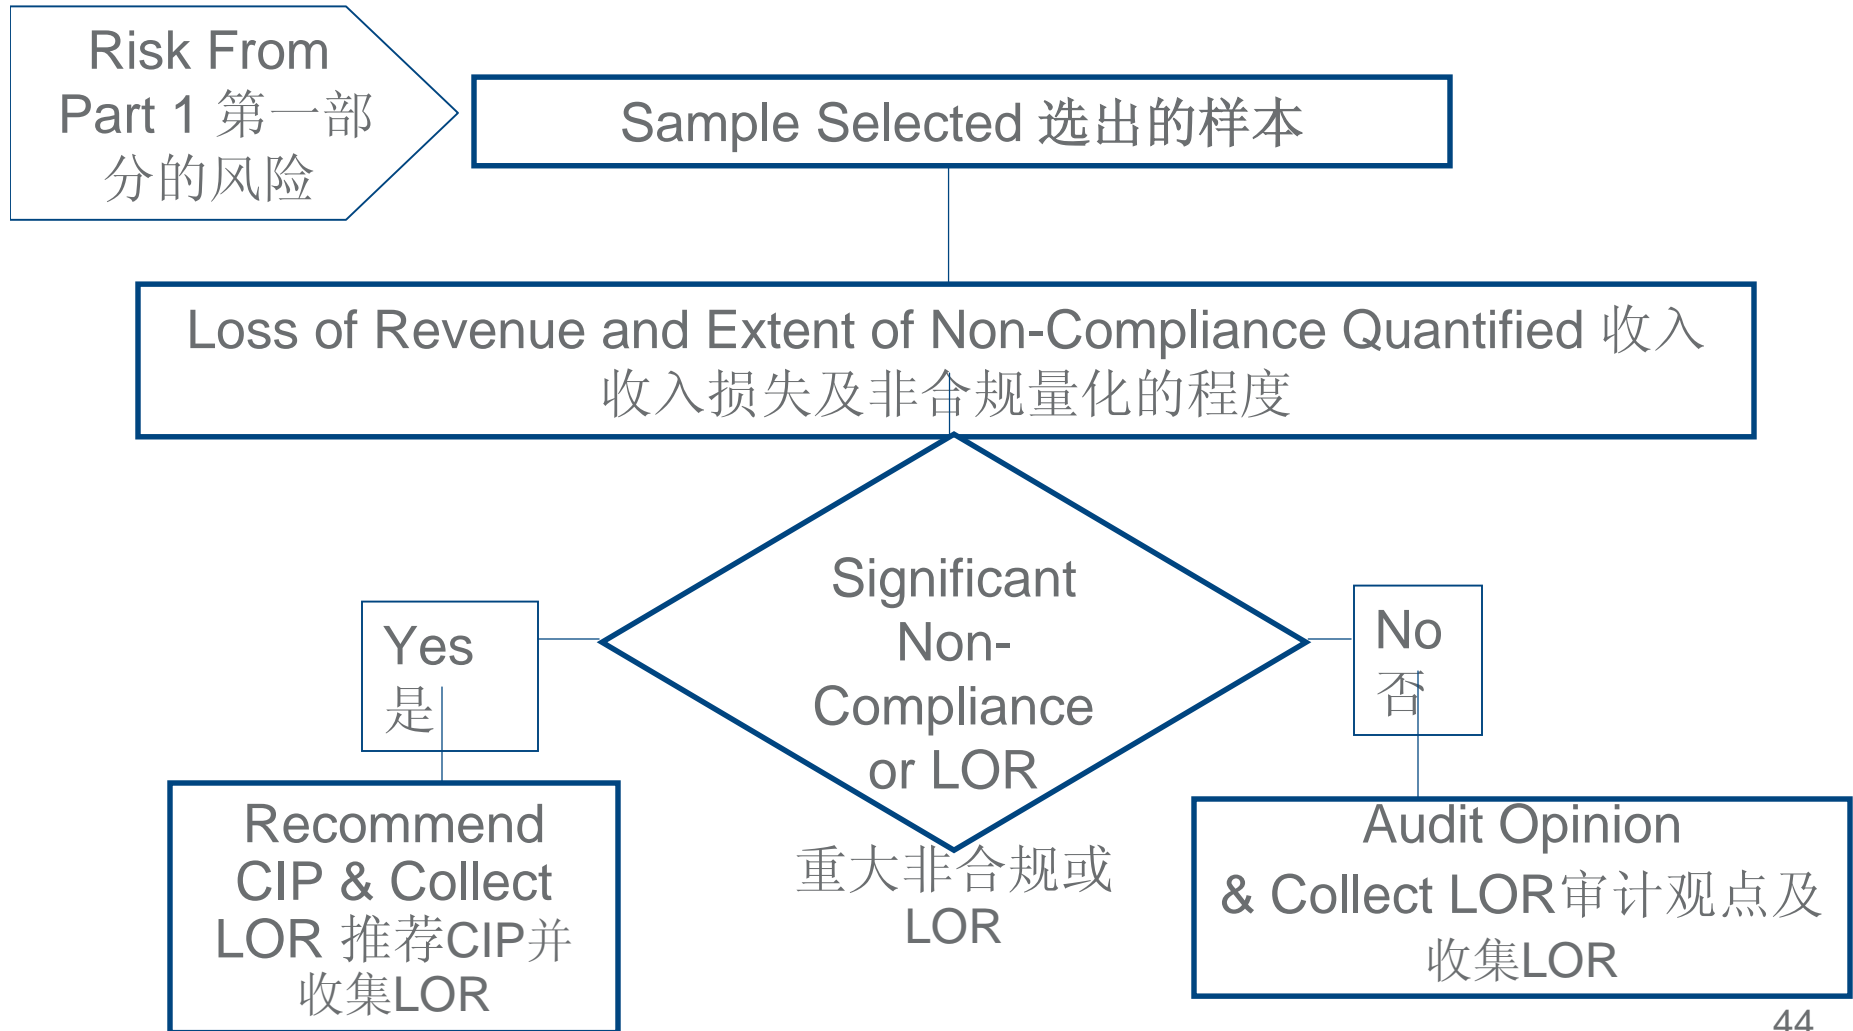 Risk From
Part 1 第一部
分的风险
Sample Selected 选出的样本
Loss of Revenue and Extent of Non-Compliance Quantified 收入
收入损失及非合规量化的程度
Significant
Non-
Compliance
or LOR
重大非合规或
LOR
Yes
是
No
否
Recommend
CIP & Collect
LOR 推荐CIP并
收集LOR
Audit Opinion
& Collect LOR审计观点及
收集LOR
44